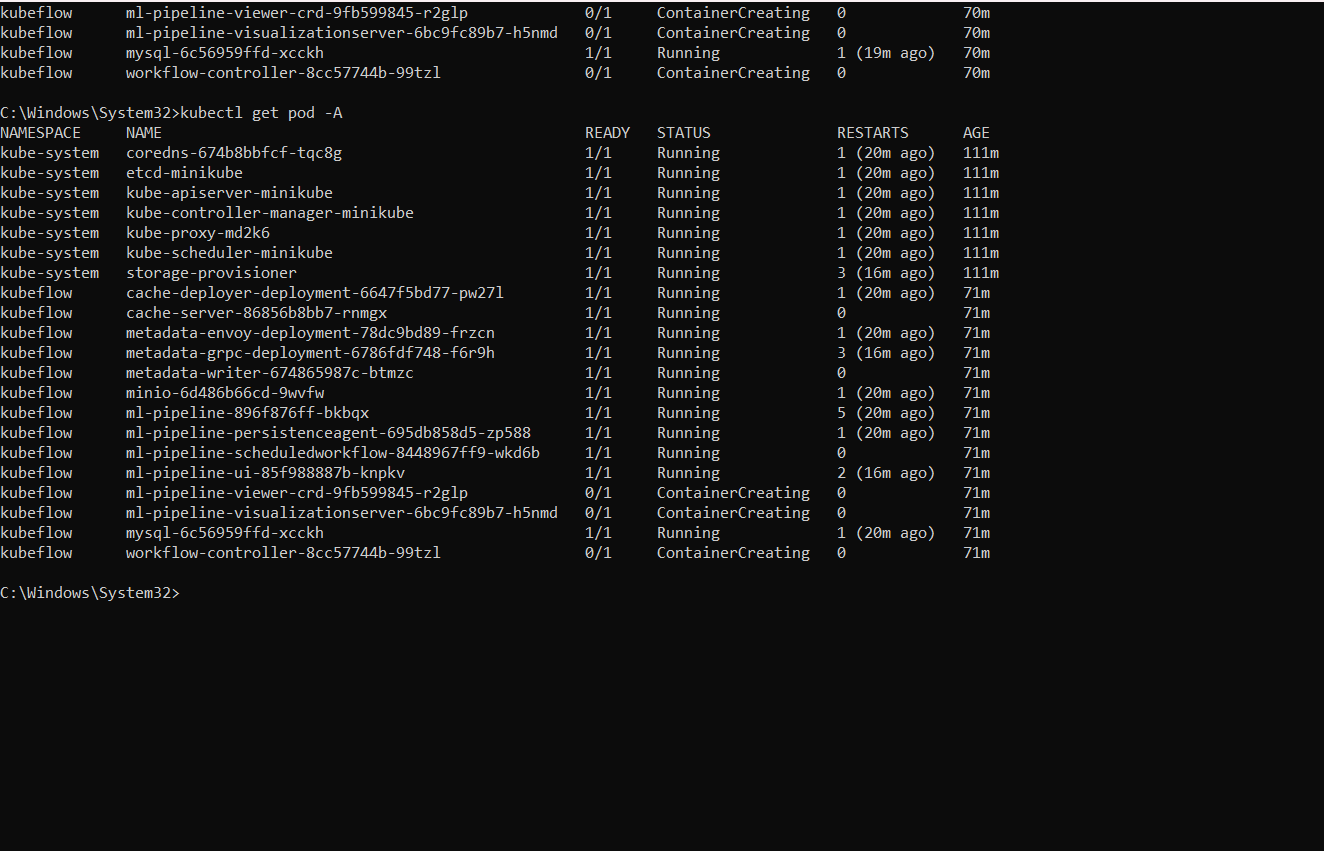 kubeflow ml-pipeline-viewer-crd-9fb599845-r2glp 0/1 ContainerCreating 0 70m
kubeflow ml-pipeline-visualizationserver-6bc9fc89b7-h5nmd 0/1 ContainerCreating 0 70m
kubeflow mysql-6c56959ffd-xcckh 1/1 Running 1 (19m ago) 70m
kubeflow workflow-controller-8cc57744b-99tzl 0/1 ContainerCreating 0 70m
C:\Windows\System32>kubectl get pod -A
NAMESPACE NAME READY STATUS RESTARTS AGE
kube-system coredns-674b8bbfcf-tqc8g 1/1 Running 1 (20m ago) 111m
kube-system etcd-minikube 1/1 Running 1 (20m ago) 111m
kube-system kube-apiserver-minikube 1/1 Running 1 (20m ago) 111m
kube-system kube-controller-manager-minikube 1/1 Running 1 (20m ago) 111m
kube-system kube-proxy-md2k6 1/1 Running 1 (20m ago) 111m
kube-system kube-scheduler-minikube 1/1 Running 1 (20m ago) 111m
kube-system storage-provisioner 1/1 Running 3 (16m ago) 111m
kubeflow cache-deployer-deployment-6647f5bd77-pw27l 1/1 Running 1 (20m ago) 71m
kubeflow cache-server-86856b8bb7-rnmgx 1/1 Running 0 71m
kubeflow metadata-envoy-deployment-78dc9bd89-frzcn 1/1 Running 1 (20m ago) 71m
kubeflow metadata-grpc-deployment-6786fdf748-f6r9h 1/1 Running 3 (16m ago) 71m
kubeflow metadata-writer-674865987c-btmzc 1/1 Running 0 71m
kubeflow minio-6d486b66cd-9wvfw 1/1 Running 1 (20m ago) 71m
kubeflow ml-pipeline-896f876ff-bkbqx 1/1 Running 5 (20m ago) 71m
kubeflow ml-pipeline-persistenceagent-695db858d5-zp588 1/1 Running 1 (20m ago) 71m
kubeflow ml-pipeline-scheduledworkflow-8448967ff9-wkd6b 1/1 Running 0 71m
kubeflow ml-pipeline-ui-85f988887b-knpkv 1/1 Running 2 (16m ago) 71m
kubeflow ml-pipeline-viewer-crd-9fb599845-r2glp 0/1 ContainerCreating 0 71m
kubeflow ml-pipeline-visualizationserver-6bc9fc89b7-h5nmd 0/1 ContainerCreating 0 71m
kubeflow mysql-6c56959ffd-xcckh 1/1 Running 1 (20m ago) 71m
kubeflow workflow-controller-8cc57744b-99tzl 0/1 ContainerCreating 0 71m
C:\Windows\System32>